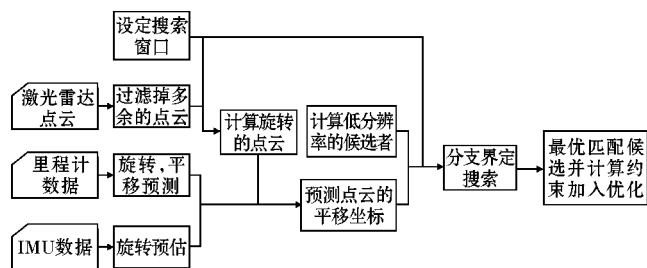 设定搜索
窗口
激光雷达
点云
过滤掉多
余的点云
计算旋转
的点云
计算低分辨
率的候选者
里程计
数据
旋转,平
移预测
分支界定
搜索
最优匹配候
选并计算约
束加入优化
预测点云的
平移坐标
IMU数据
旋转预估